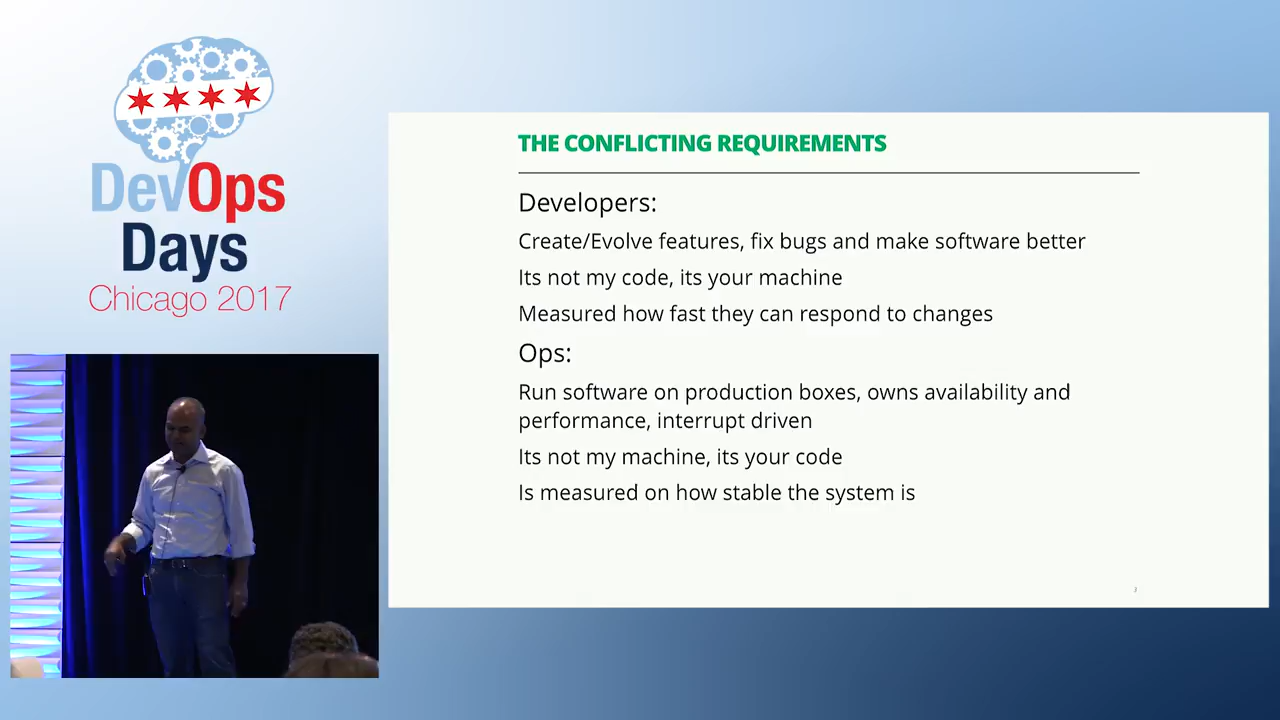 DevOps
Days
Chicago 2017
THE CONFLICTING REQUIREMENTS
Developers:
Create/Evolve features, fix bugs and make software better
Its not my code, its your machine
Measured how fast they can respond to changes
Ops:
Run software on production boxes, owns availability and
performance, interrupt driven
Its not my machine, its your code
Is measured on how stable the system is